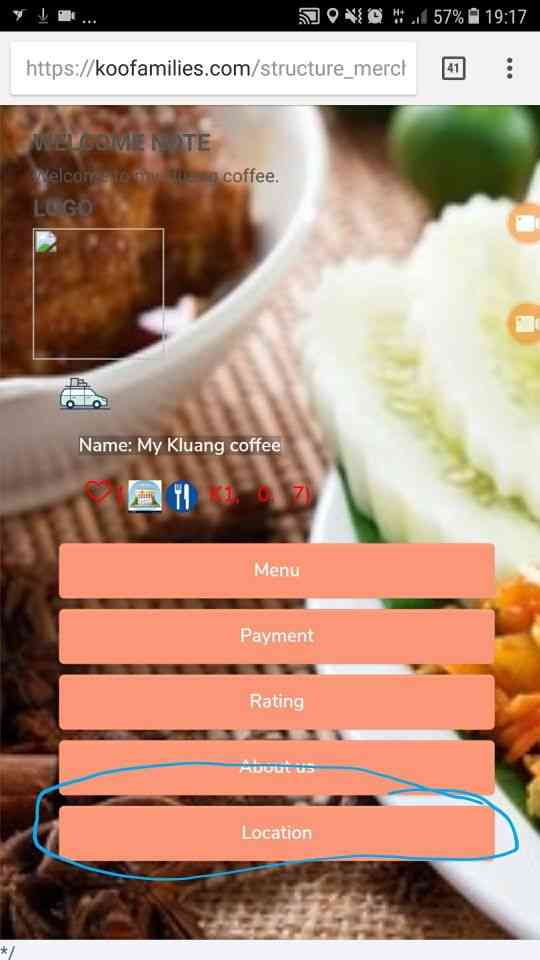 ... 57% 19:17
https://koofamilies.com/structure_merch
41
WELCOME NOTE
Welcome to my kluang coffee.
LOGO
Name: My Kluang coffee
( K1, 0, 7)
Menu
Payment
Rating
About us
Location
*/